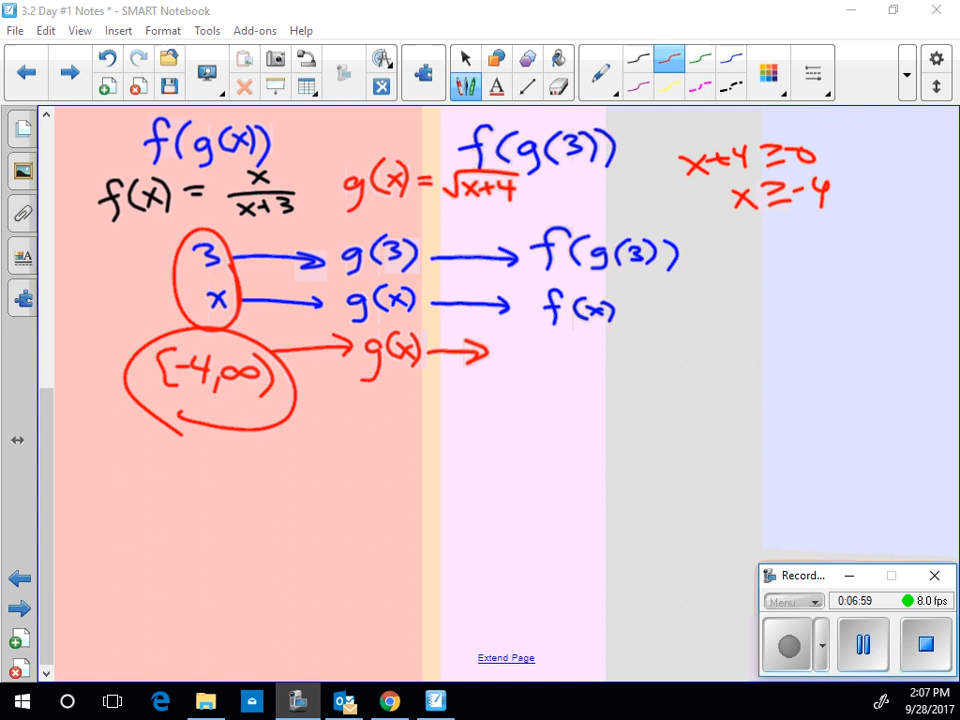 3.2 Day #1 Notes * - SMART Notebook
File Edit View Insert Format Tools Add-ons Help
f(g(x)) f(g(3)) x+4 ≥ 0
f(x) = x/(x+3) g(x) = √(x+4) x ≥ -4
3 → g(3) → f(g(3))
x → g(x) → f(x)
[-4,∞) → g(x) →
Record...
Menu 0:06:59 8.0 fps
Extend Page
2:07 PM
9/28/2017